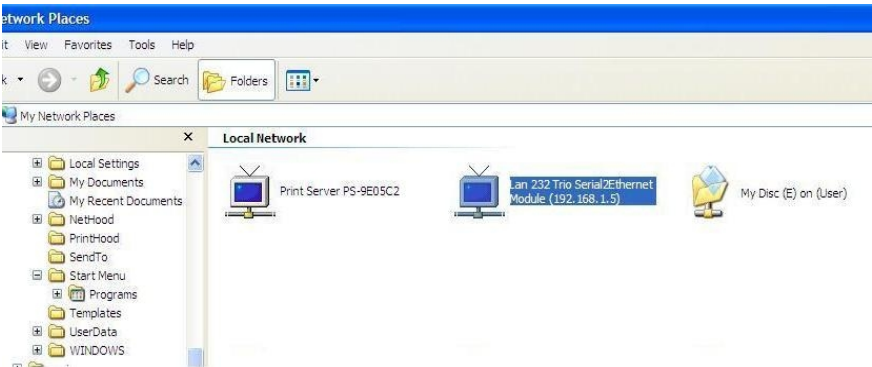 etwork Places
it View Favorites Tools Help
k Search Folders
My Network Places
Local Network
Local Settings
My Documents
My Recent Documents
NetHood
PrintHood
SendTo
Start Menu
Programs
Templates
UserData
WINDOWS
Print Server PS-9E05C2
Lan 232 Trio Serial2Ethernet
Module (192.168.1.5)
My Disc (E) on (User)